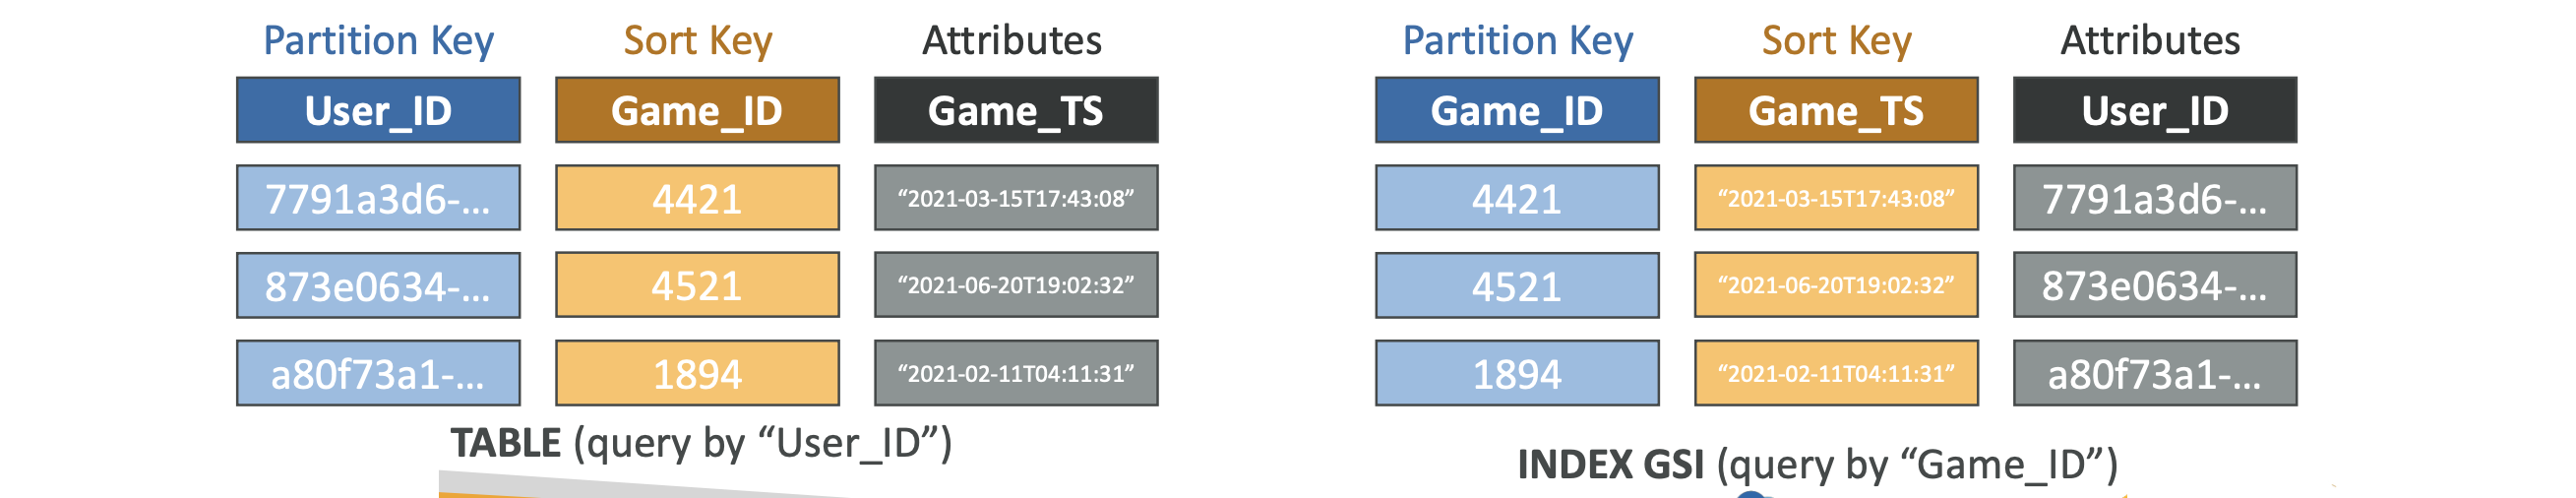 Partition Key Sort Key Attributes
User_ID Game_ID Game_TS
7791a3d6-... 4421 “2021-03-15T17:43:08”
873e0634-... 4521 “2021-06-20T19:02:32”
a80f73a1-... 1894 “2021-02-11T04:11:31”
TABLE (query by “User_ID”)
Partition Key Sort Key Attributes
Game_ID Game_TS User_ID
4421 “2021-03-15T17:43:08” 7791a3d6-...
4521 “2021-06-20T19:02:32” 873e0634-...
1894 “2021-02-11T04:11:31” a80f73a1-...
INDEX GSI (query by “Game_ID”)